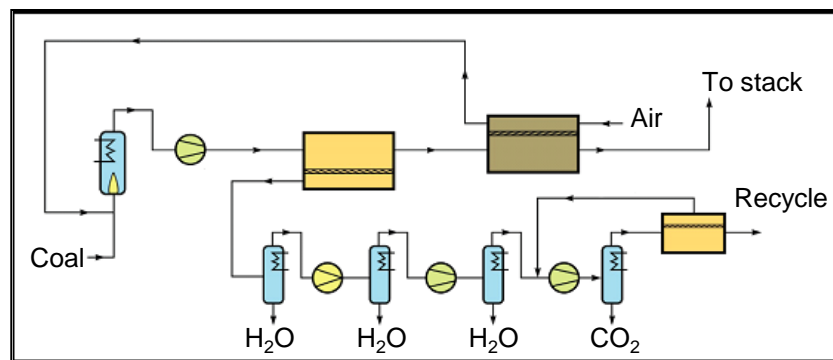 To stack
Air
Recycle
Coal
H₂O
H₂O
H₂O
CO₂